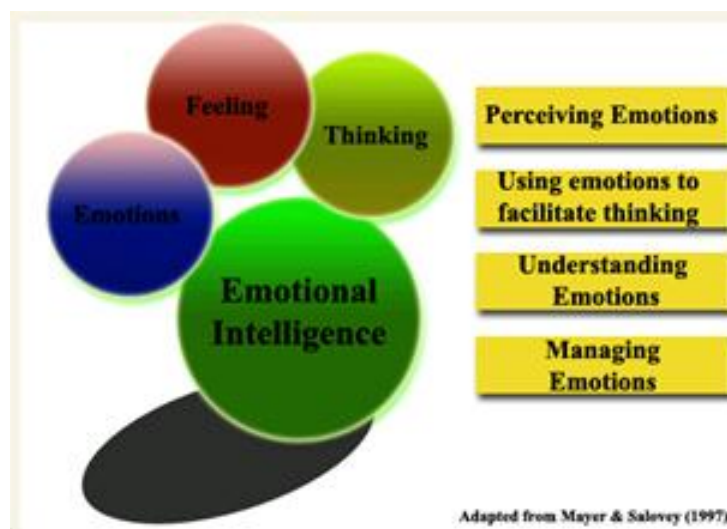 Feeling
Thinking
Emotions
Emotional
Intelligence
Perceiving Emotions
Using emotions to
facilitate thinking
Understanding
Emotions
Managing
Emotions
Adapted from Mayer & Salovey (1997)